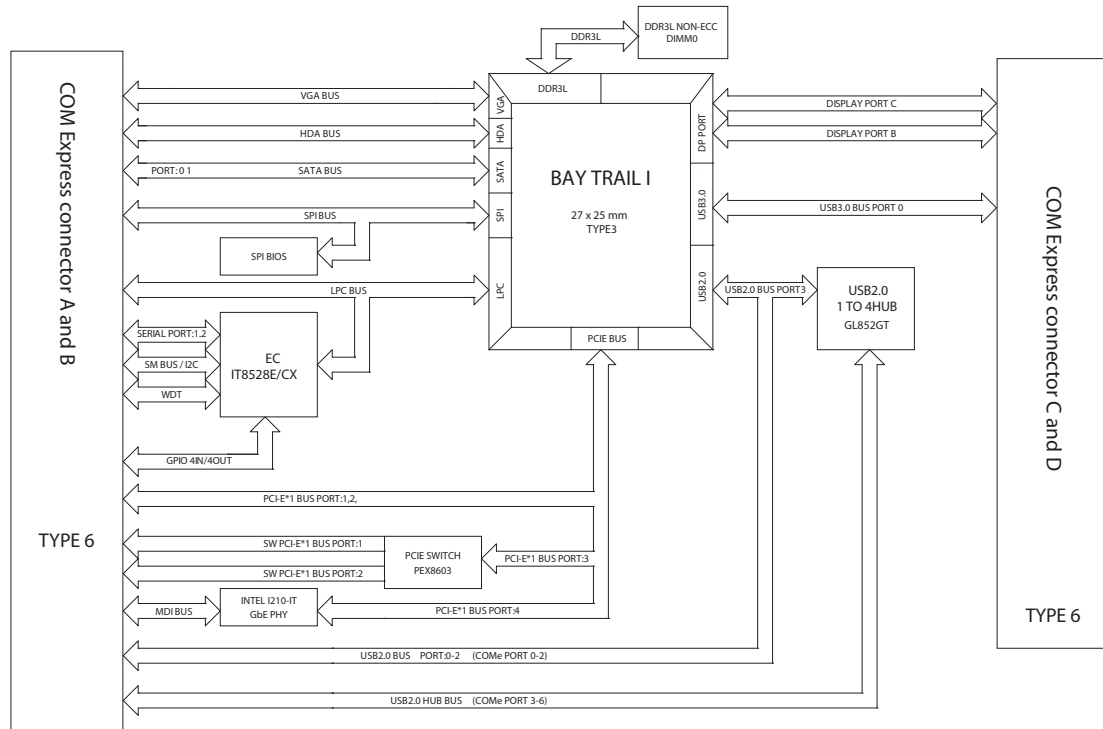 DDR3L NON-ECC
DIMM0
DDR3L
COM Express connector A and B
TYPE 6
VGA BUS
HDA BUS
PORT: 0 1
SATA BUS
SPI BUS
SPI BIOS
LPC BUS
SERIAL PORT:1.2
SM BUS / I2C
WDT
EC
IT8528E/CX
GPIO 4IN/4OUT
DDR3L
VGA
HDA
SATA
SPI
LPC
BAY TRAIL I
27 x 25 mm
TYPE3
DP PORT
USB3.0
USB2.0
PCIE BUS
DISPLAY PORT C
DISPLAY PORT B
USB3.0 BUS PORT 0
USB2.0 BUS PORT3
USB2.0
1 TO 4HUB
GL852GT
COM Express connector C and D
TYPE 6
PCI-E*1 BUS PORT:1,2,
SW PCI-E*1 BUS PORT:1
SW PCI-E*1 BUS PORT:2
PCIE SWITCH
PEX8603
PCI-E*1 BUS PORT:3
MDI BUS
INTEL I210-IT
GbE PHY
PCI-E*1 BUS PORT:4
USB2.0 BUS PORT:0-2 (COMe PORT 0-2)
USB2.0 HUB BUS (COMe PORT 3-6)